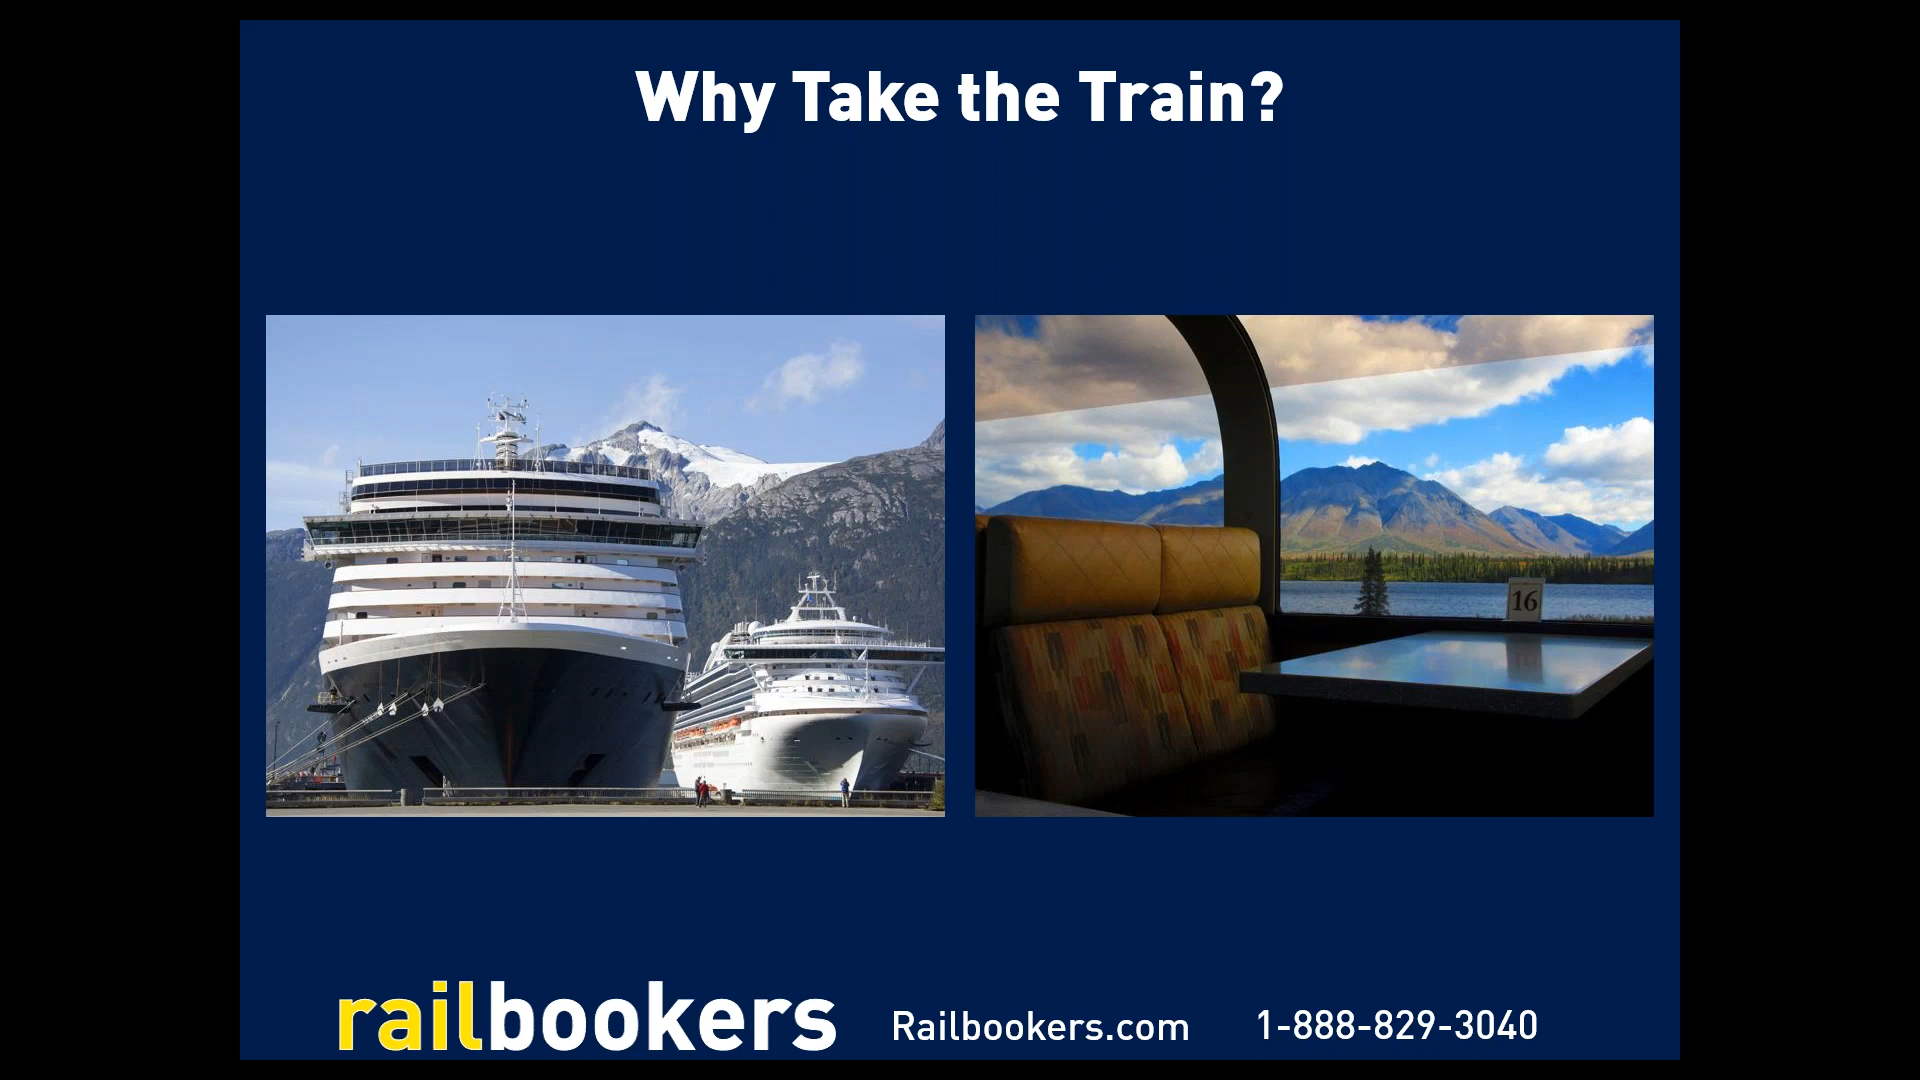 Why Take the Train?
16
railbookers
Railbookers.com
1-888-829-3040